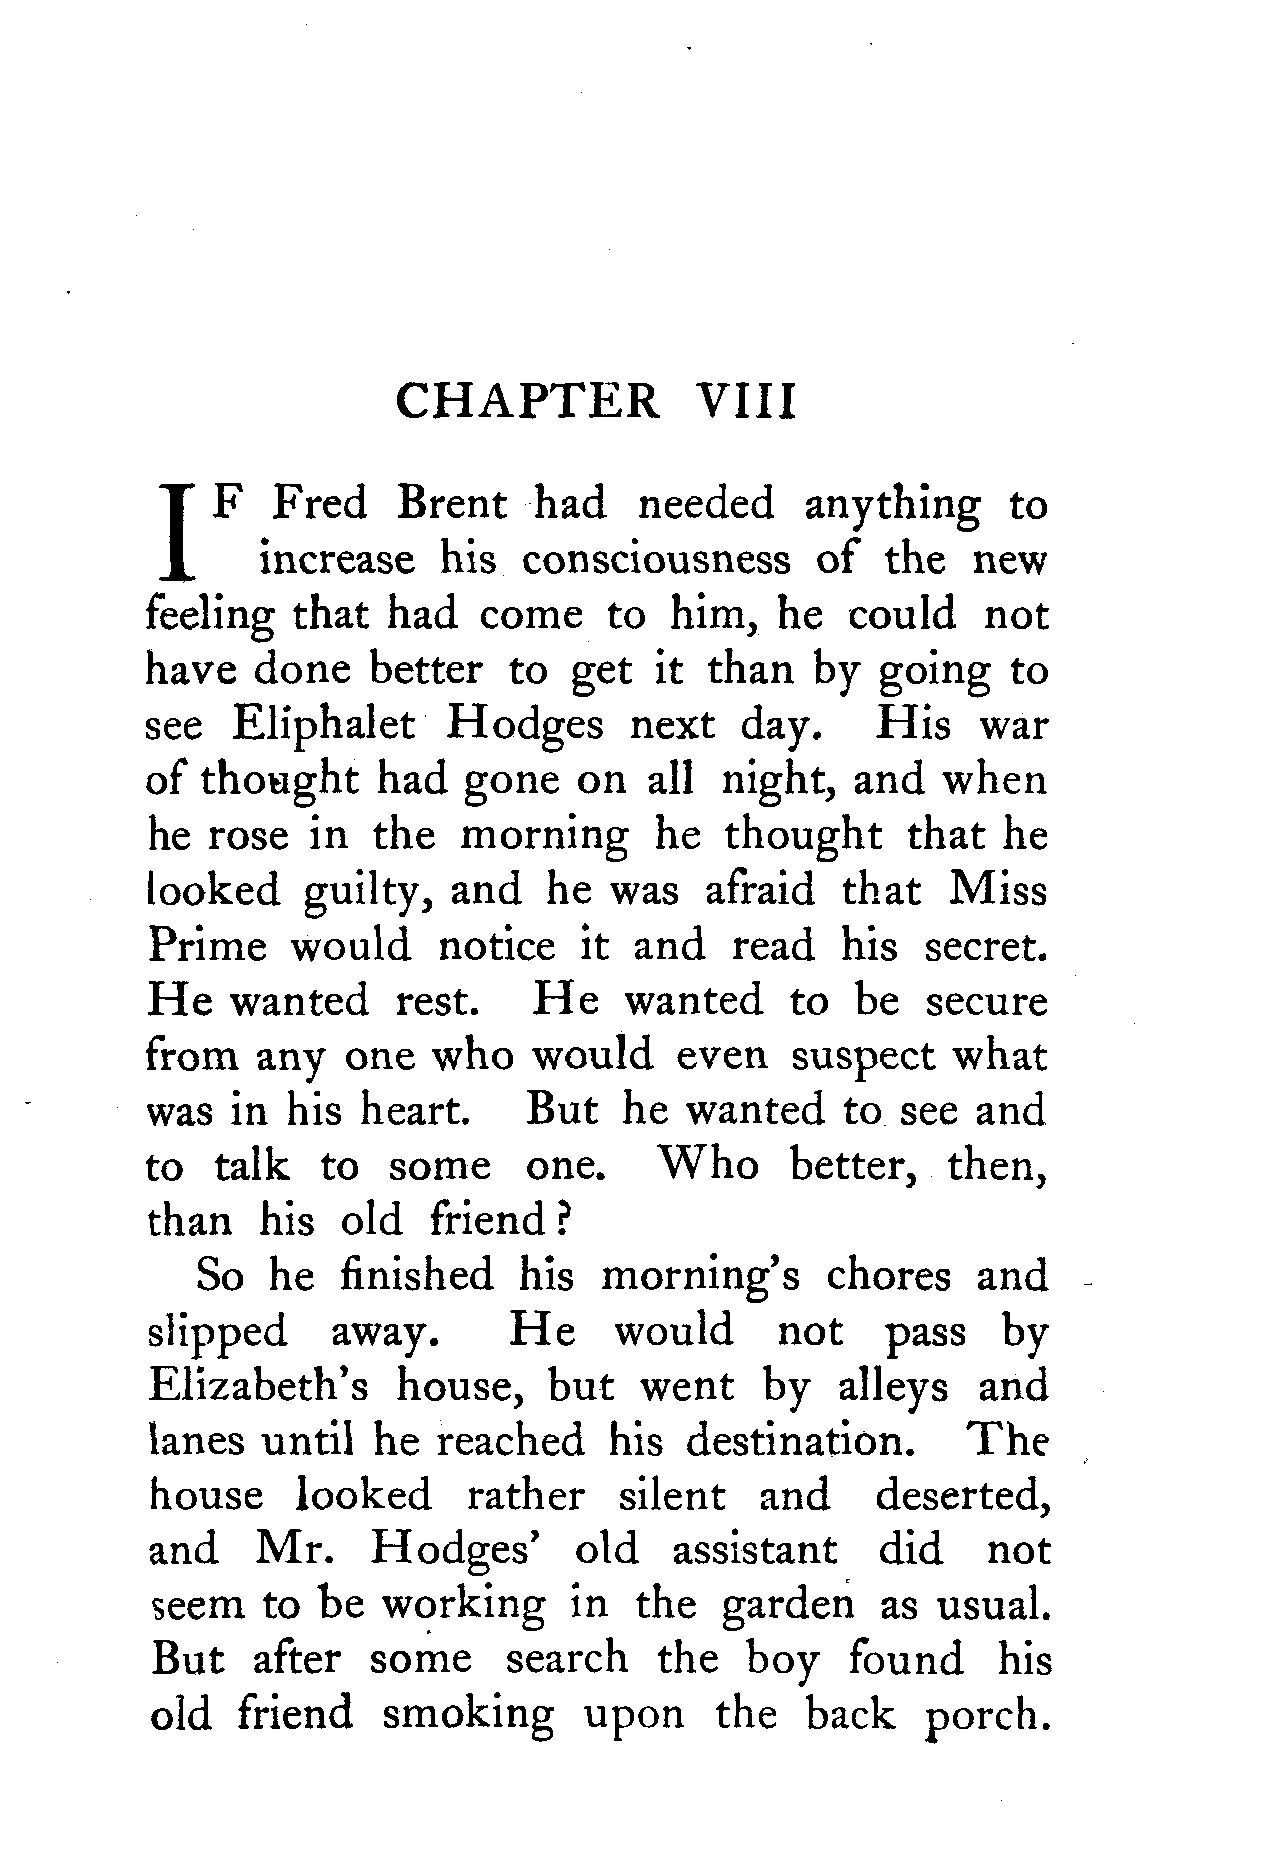 CHAPTER VIII
IF Fred Brent had needed anything to
increase his consciousness of the new
feeling that had come to him, he could not
have done better to get it than by going to
see Eliphalet Hodges next day. His war
of thought had gone on all night, and when
he rose in the morning he thought that he
looked guilty, and he was afraid that Miss
Prime would notice it and read his secret.
He wanted rest. He wanted to be secure
from any one who would even suspect what
was in his heart. But he wanted to see and
to talk to some one. Who better, then,
than his old friend?
So he finished his morning's chores and
slipped away. He would not pass by
Elizabeth's house, but went by alleys and
lanes until he reached his destination. The
house looked rather silent and deserted,
and Mr. Hodges' old assistant did not
seem to be working in the garden as usual.
But after some search the boy found his
old friend smoking upon the back porch.